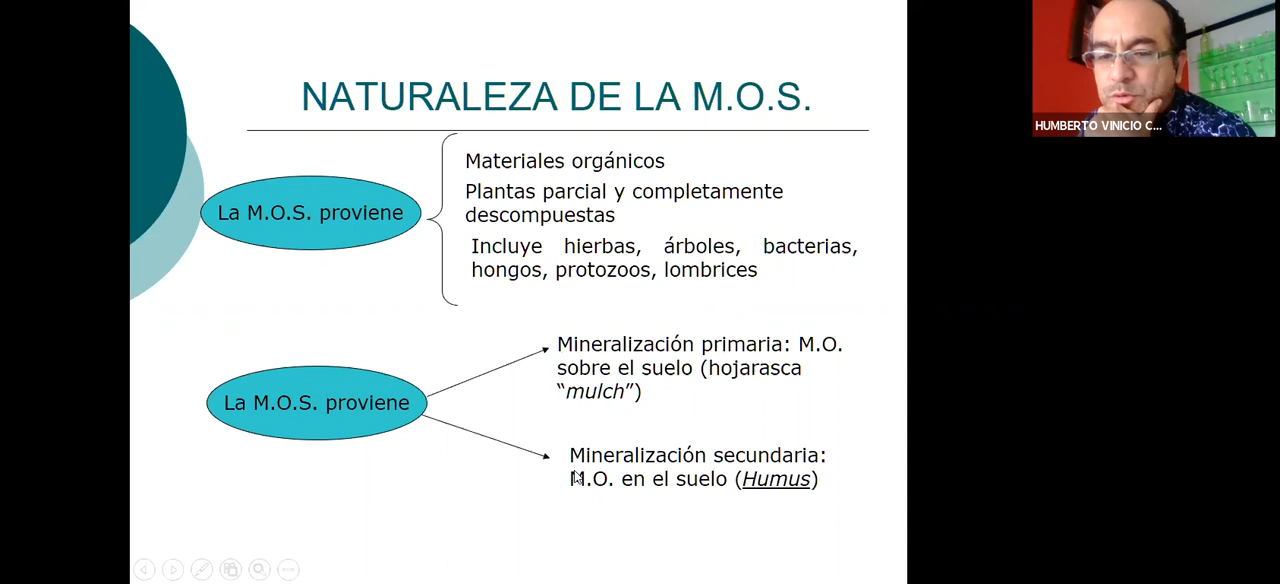 NATURALEZA DE LA M.O.S.
La M.O.S. proviene
Materiales orgánicos
Plantas parcial y completamente
descompuestas
Incluye hierbas, árboles, bacterias,
hongos, protozoos, lombrices
La M.O.S. proviene
Mineralización primaria: M.O.
sobre el suelo (hojarasca
“mulch”)
Mineralización secundaria:
M.O. en el suelo (Humus)
HUMBERTO VINICIO C...